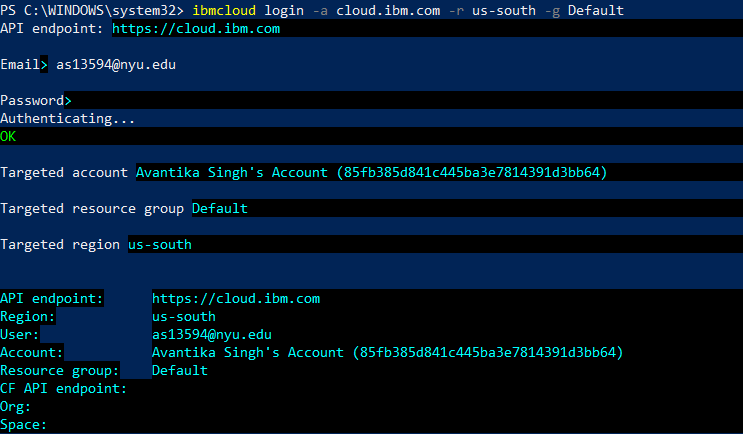 PS C:\WINDOWS\system32> ibmcloud login -a cloud.ibm.com -r us-south -g Default
API endpoint: https://cloud.ibm.com
Email> as13594@nyu.edu
Password>
Authenticating...
OK
Targeted account Avantika Singh's Account (85fb385d841c445ba3e7814391d3bb64)
Targeted resource group Default
Targeted region us-south
API endpoint: https://cloud.ibm.com
Region: us-south
User: as13594@nyu.edu
Account: Avantika Singh's Account (85fb385d841c445ba3e7814391d3bb64)
Resource group: Default
CF API endpoint:
Org:
Space: